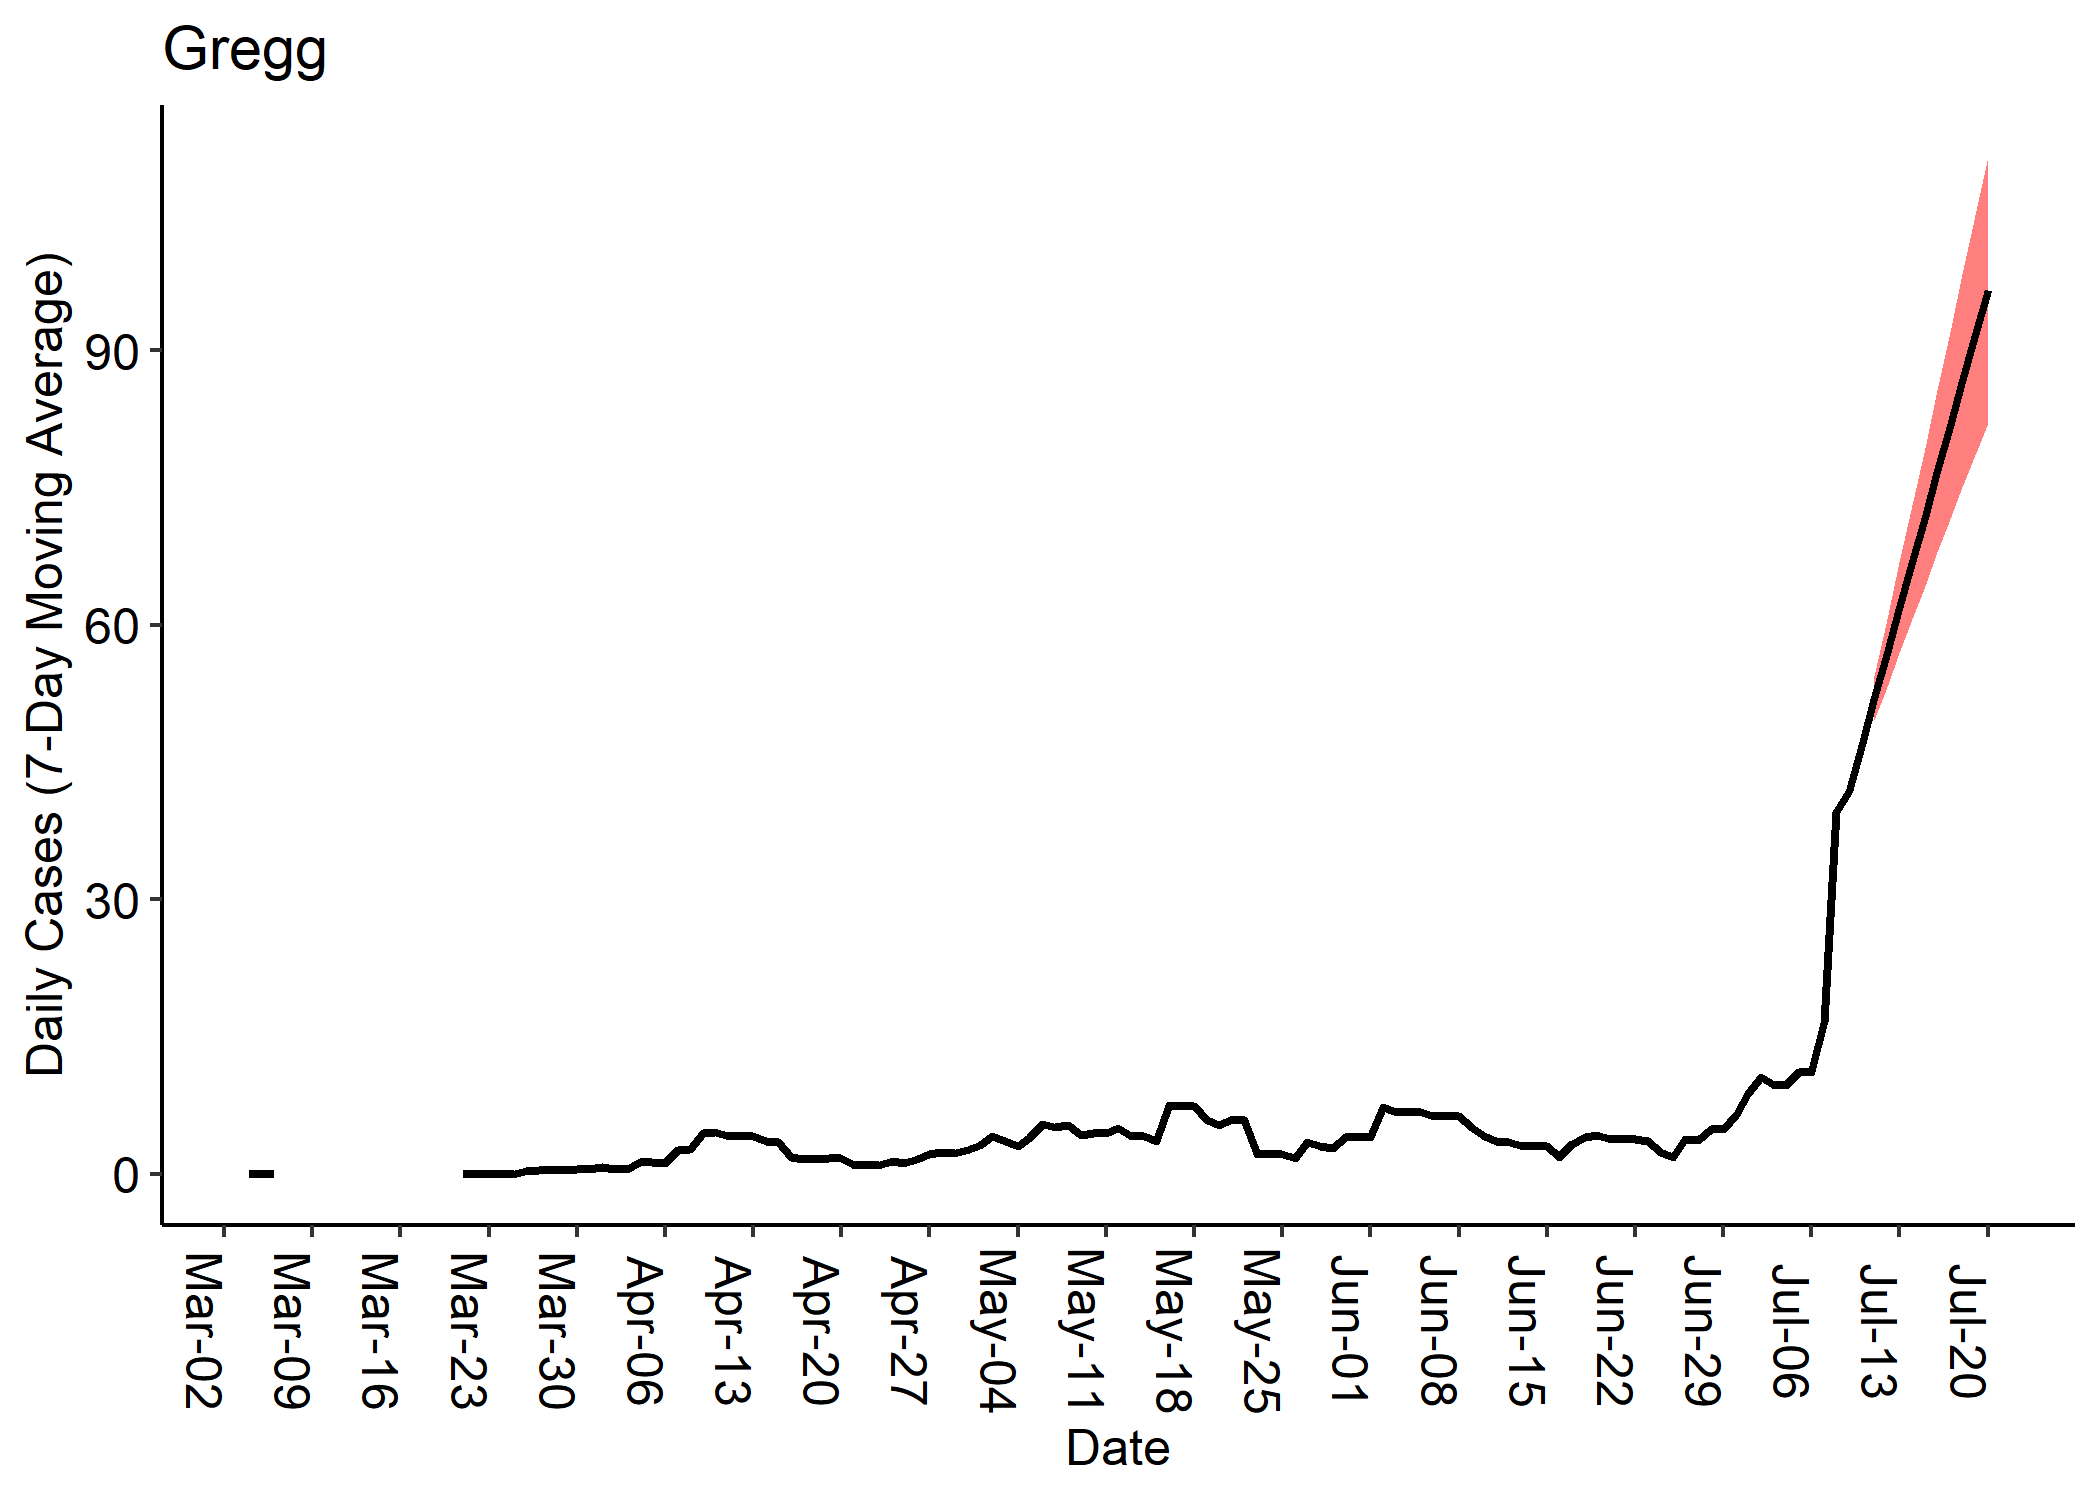 Gregg
Daily Cases (7-Day Moving Average)
90
60
30
0
Mar-02
Mar-09
Mar-16
Mar-23
Mar-30
Apr-06
Apr-13
Apr-20
Apr-27
May-04
May-11
May-18
May-25
Jun-01
Jun-08
Jun-15
Jun-22
Jun-29
Jul-06
Jul-13
Jul-20
Date